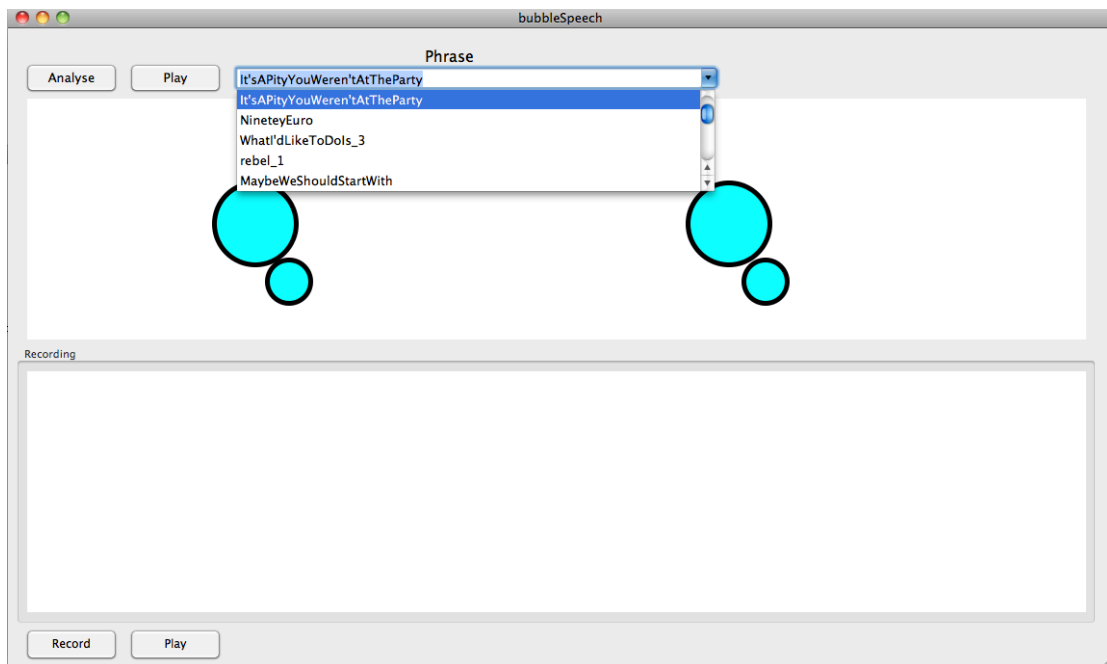 bubbleSpeech
Phrase
Analyse
Play
It'sAPityYouWeren'tAtTheParty
It'sAPityYouWeren'tAtTheParty
NineteyEuro
WhatI'dLikeToDoIs_3
rebel_1
MaybeWeShouldStartWith
Recording
Record
Play